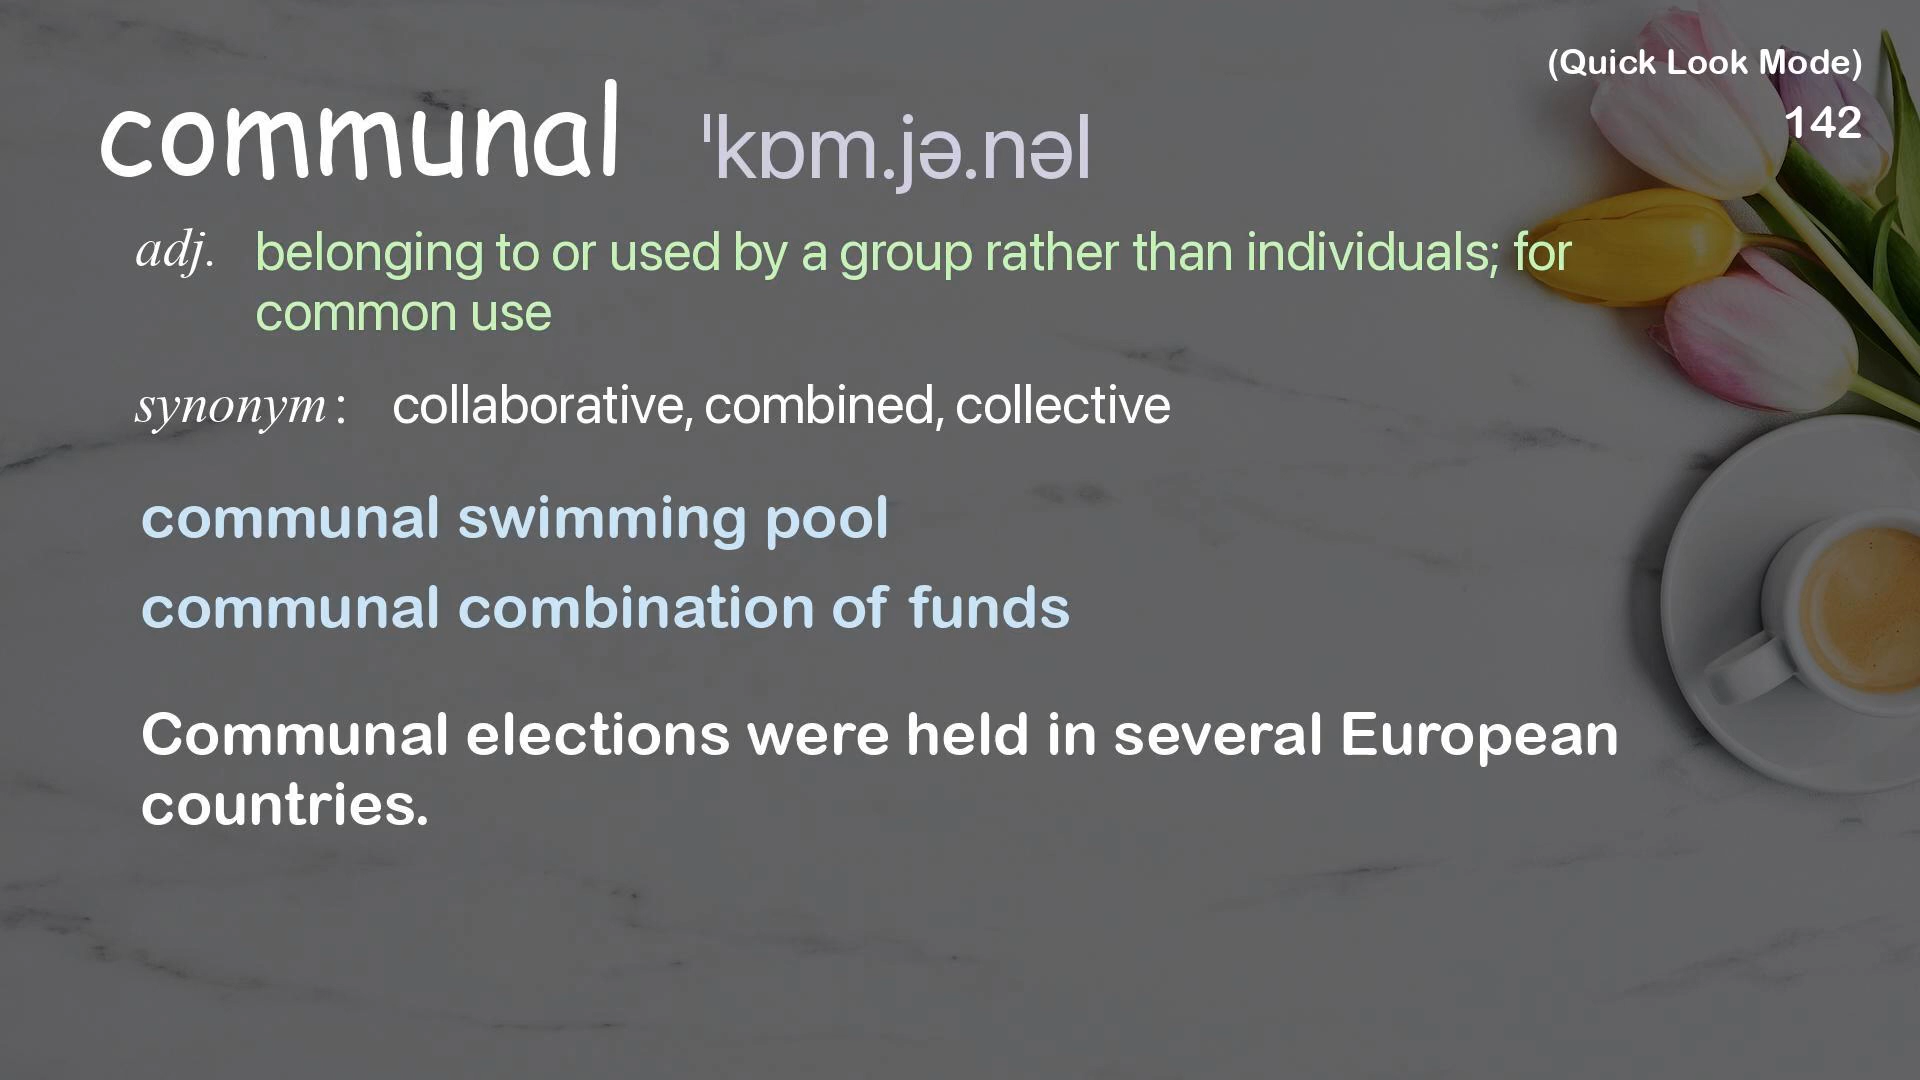 (Quick Look Mode)
142
communal ˈkɒm.jə.nəl
adj. belonging to or used by a group rather than individuals; for
common use
synonym: collaborative, combined, collective
communal swimming pool
communal combination of funds
Communal elections were held in several European
countries.